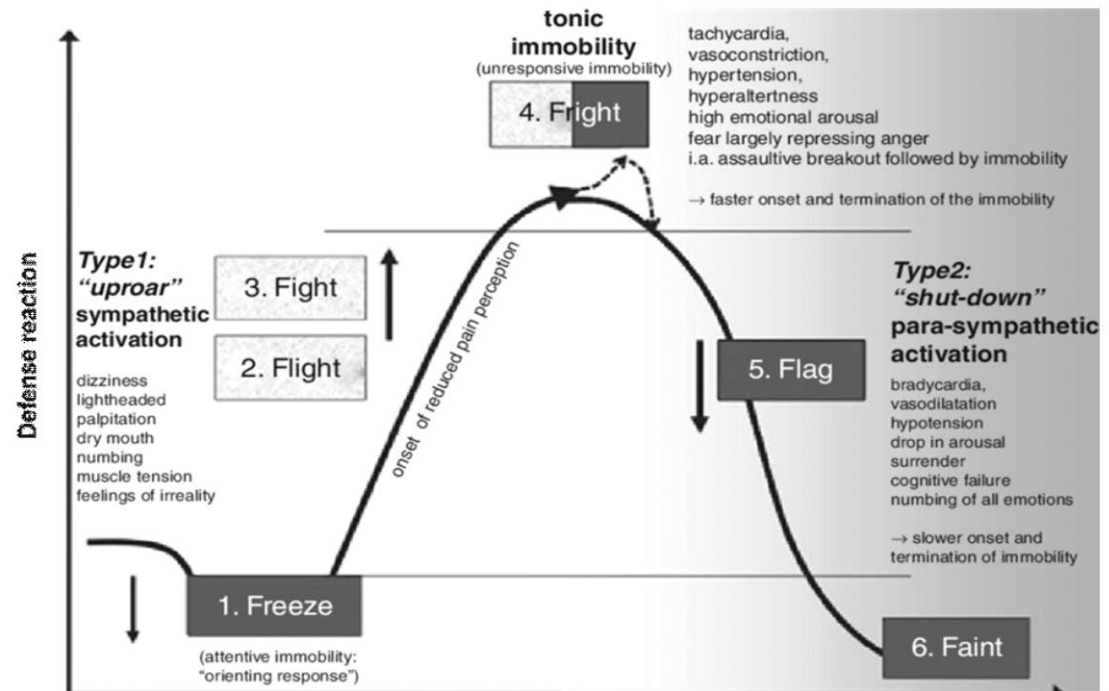 tonic
immobility
(unresponsive immobility)
4. Fright
tachycardia,
vasoconstriction,
hypertension,
hyperaltertness
high emotional arousal
fear largely repressing anger
i.a. assaultive breakout followed by immobility
→ faster onset and termination of the immobility
Defense reaction
Type1:
“uproar”
sympathetic
activation
dizziness
lightheaded
palpitation
dry mouth
numbing
muscle tension
feelings of irreality
3. Fight
2. Flight
onset of reduced pain perception
1. Freeze
(attentive immobility:
“orienting response”)
5. Flag
Type2:
“shut-down”
para-sympathetic
activation
bradycardia,
vasodilatation
hypotension
drop in arousal
surrender
cognitive failure
numbing of all emotions
→ slower onset and
termination of immobility
6. Faint